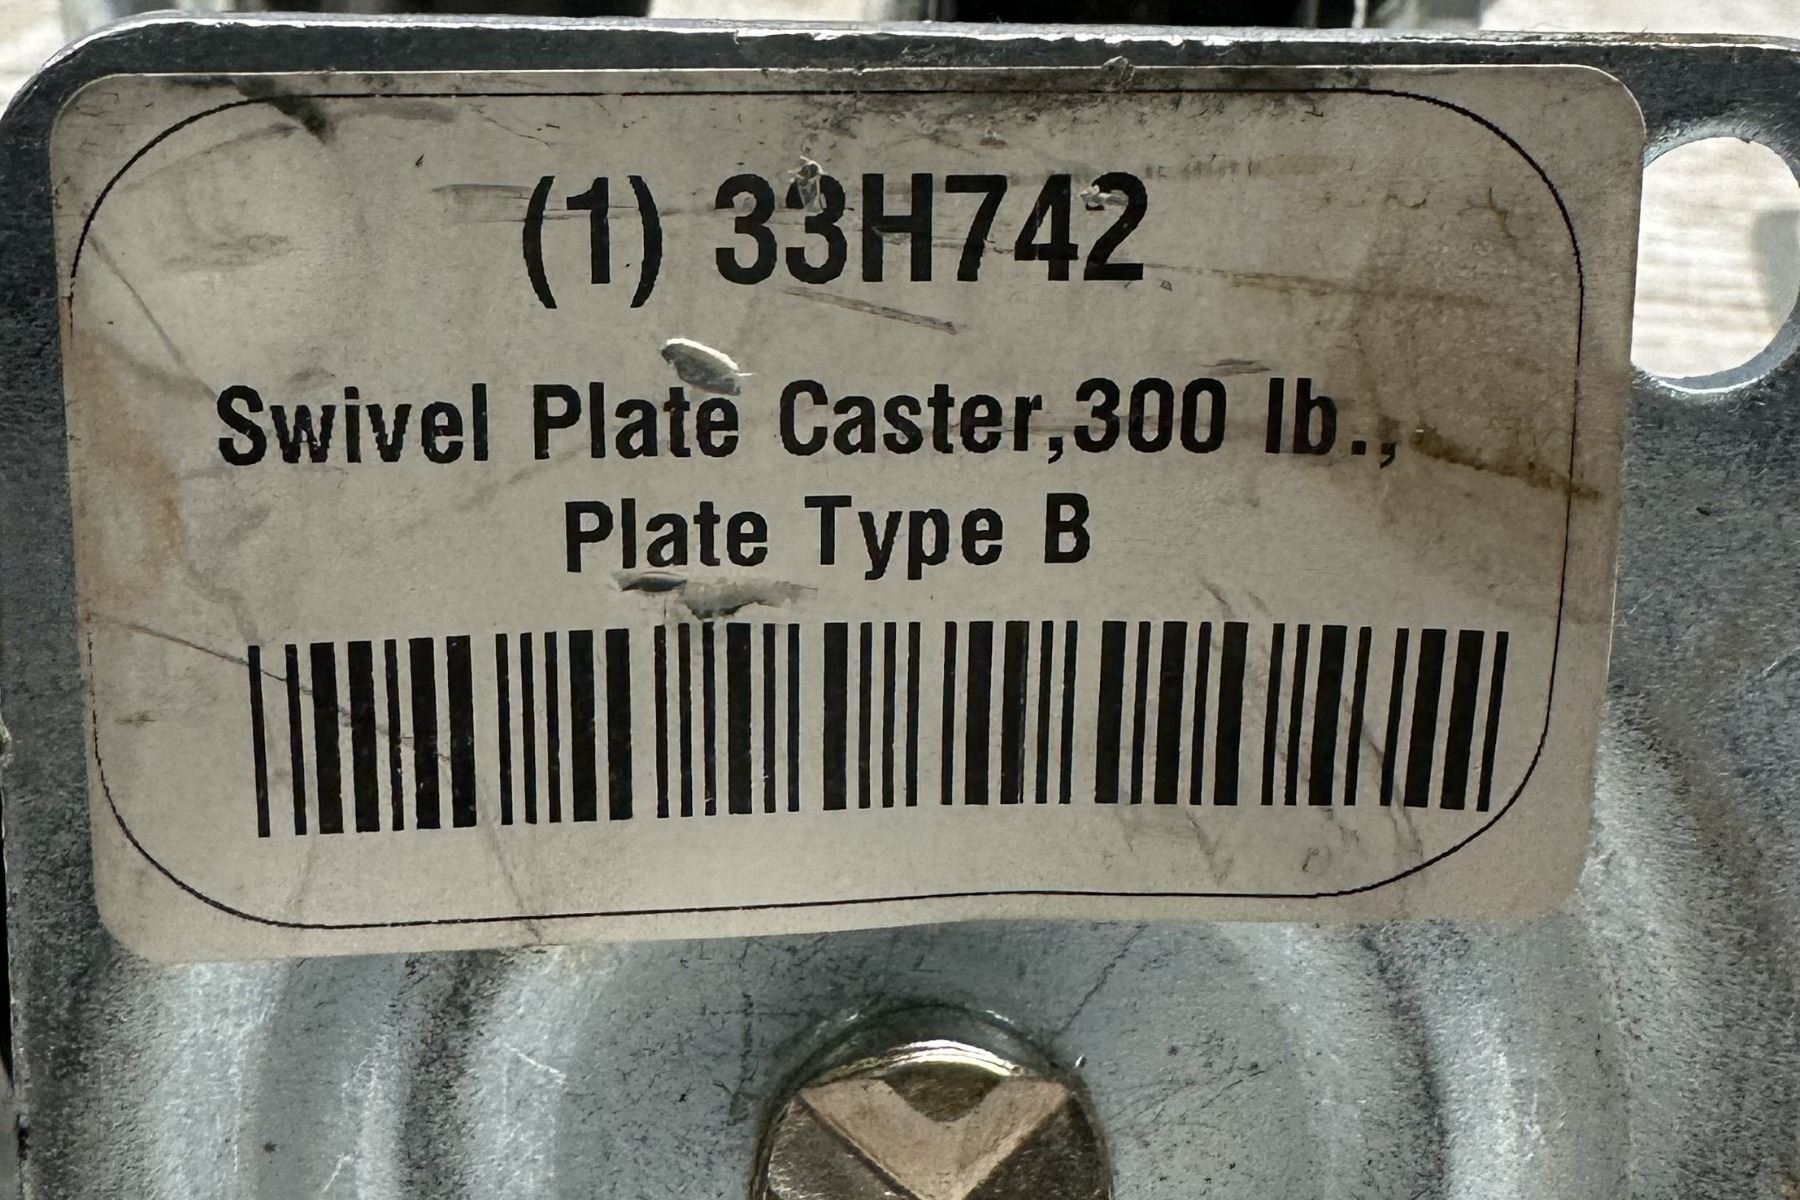 (1) 33H742
Swivel Plate Caster,300 lb.,
Plate Type B